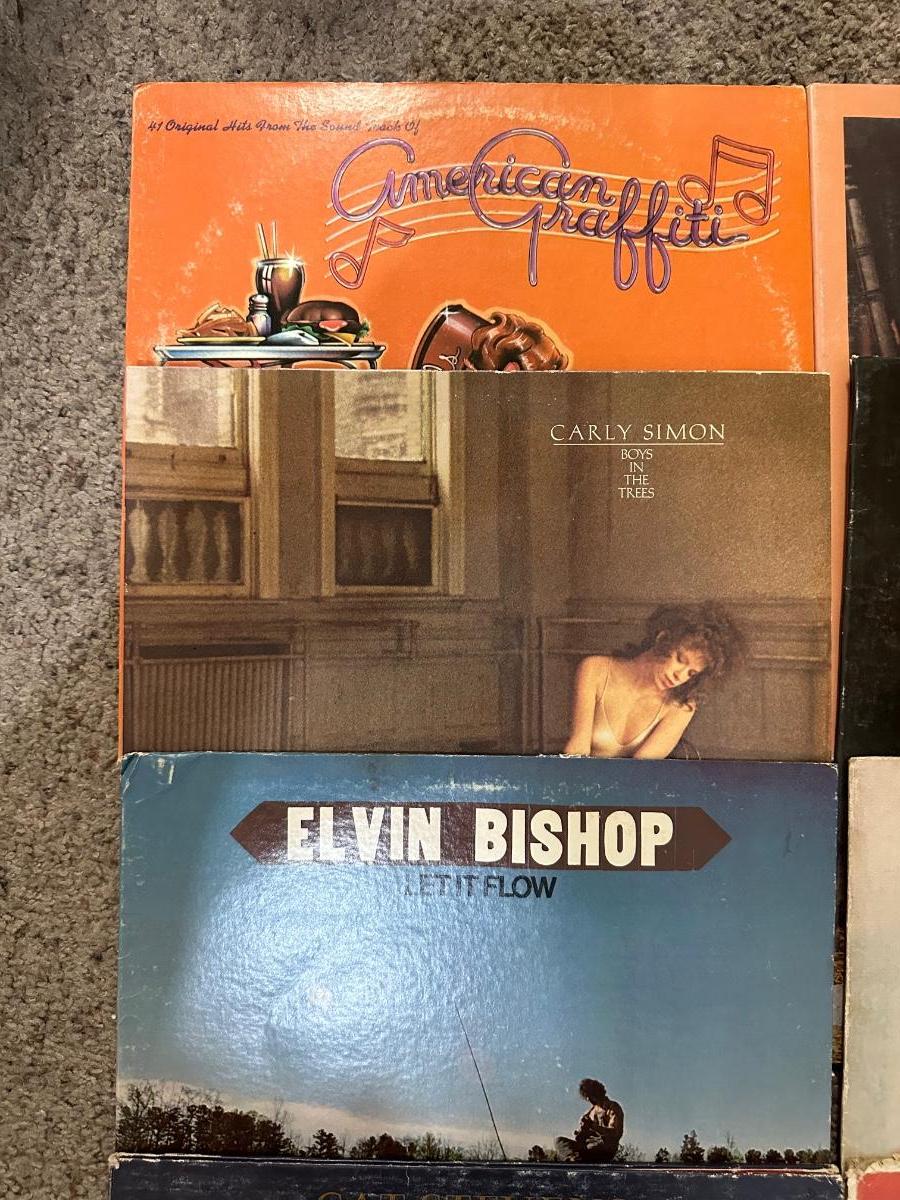 41 Original Hits From The Sound Track Of
American
Graffiti
CARLY SIMON
BOYS
IN
THE
TREES
ELVIN BISHOP
LET IT FLOW